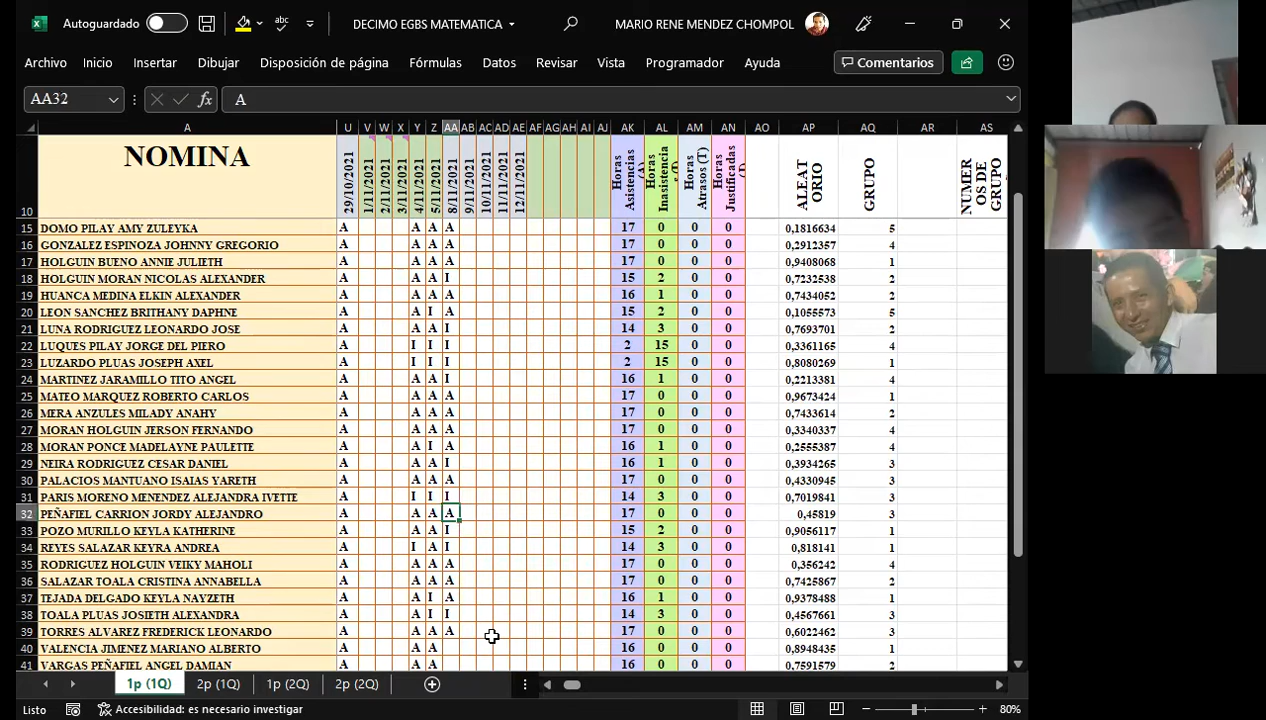 Autoguardado DECIMO EGBS MATEMATICA MARIO RENE MENDEZ CHOMPOL
Archivo Inicio Insertar Dibujar Disposición de página Fórmulas Datos Revisar Vista Programador Ayuda Comentarios
AA32 A
A U V W X Y Z AA AB AC AD AE AF AG AH AI AJ AK AL AM AN AO AP AQ AR AS
10 NOMINA 29/10/2021 1/11/2021 2/11/2021 3/11/2021 4/11/2021 5/11/2021 8/11/2021 9/11/2021 10/11/2021 11/11/2021 12/11/2021 Horas Asistencias Horas Inasistencia Horas Atrasos (T) Horas Justificadas ALEATORIO GRUPO NUMEROS DE GRUPO
15 DOMO PILAY AMY ZULEYKA A A A A 17 0 0 0 0,1816634 5
16 GONZALEZ ESPINOZA JOHNNY GREGORIO A A A A 17 0 0 0 0,2912357 4
17 HOLGUIN BUENO ANNIE JULIETH A A A A 17 0 0 0 0,9408068 1
18 HOLGUIN MORAN NICOLAS ALEXANDER A A A I 15 2 0 0 0,7232538 2
19 HUANCA MEDINA ELKIN ALEXANDER A A A A 16 1 0 0 0,7434052 2
20 LEON SANCHEZ BRITHANY DAPHNE A A I A 15 2 0 0 0,1055573 5
21 LUNA RODRIGUEZ LEONARDO JOSE A A A I 14 3 0 0 0,7693701 2
22 LUQUES PILAY JORGE DEL PIERO A I I I 2 15 0 0 0,3361165 4
23 LUZARDO PLUAS JOSEPH AXEL A I I I 2 15 0 0 0,8080269 1
24 MARTINEZ JARAMILLO TITO ANGEL A A A I 16 1 0 0 0,2213381 4
25 MATEO MARQUEZ ROBERTO CARLOS A A A A 17 0 0 0 0,9673424 1
26 MERA ANZULES MILADY ANAHY A A A A 17 0 0 0 0,7433614 2
27 MORAN HOLGUIN JERSON FERNANDO A A A A 17 0 0 0 0,3340337 4
28 MORAN PONCE MADELAYNE PAULETTE A A I A 16 1 0 0 0,2555387 4
29 NEIRA RODRIGUEZ CESAR DANIEL A A A I 16 1 0 0 0,3934265 3
30 PALACIOS MANTUANO ISAIAS YARETH A A A A 17 0 0 0 0,4330945 3
31 PARIS MORENO MENENDEZ ALEJANDRA IVETTE A I I I 14 3 0 0 0,7019841 3
32 PEÑAFIEL CARRION JORDY ALEJANDRO A A A A 17 0 0 0 0,45819 3
33 POZO MURILLO KEYLA KATHERINE A A A I 15 2 0 0 0,9056117 1
34 REYES SALAZAR KEYRA ANDREA A I A I 14 3 0 0 0,818141 1
35 RODRIGUEZ HOLGUIN VEIKY MAHOLI A A A A 17 0 0 0 0,356242 4
36 SALAZAR TOALA CRISTINA ANNABELLA A A A A 17 0 0 0 0,7425867 2
37 TEJADA DELGADO KEYLA NAYZETH A A I A 16 1 0 0 0,9378488 1
38 TOALA PLUAS JOSIETH ALEXANDRA A A I I 14 3 0 0 0,4567661 3
39 TORRES ALVAREZ FREDERICK LEONARDO A A A A 17 0 0 0 0,6022462 3
40 VALENCIA JIMENEZ MARIANO ALBERTO A A A 16 0 0 0 0,8948435 1
41 VARGAS PEÑAFIEL ANGEL DAMIAN A A A 16 0 0 0 0,7591579 2
1p (1Q) 2p (1Q) 1p (2Q) 2p (2Q)
Listo Accesibilidad: es necesario investigar 80%